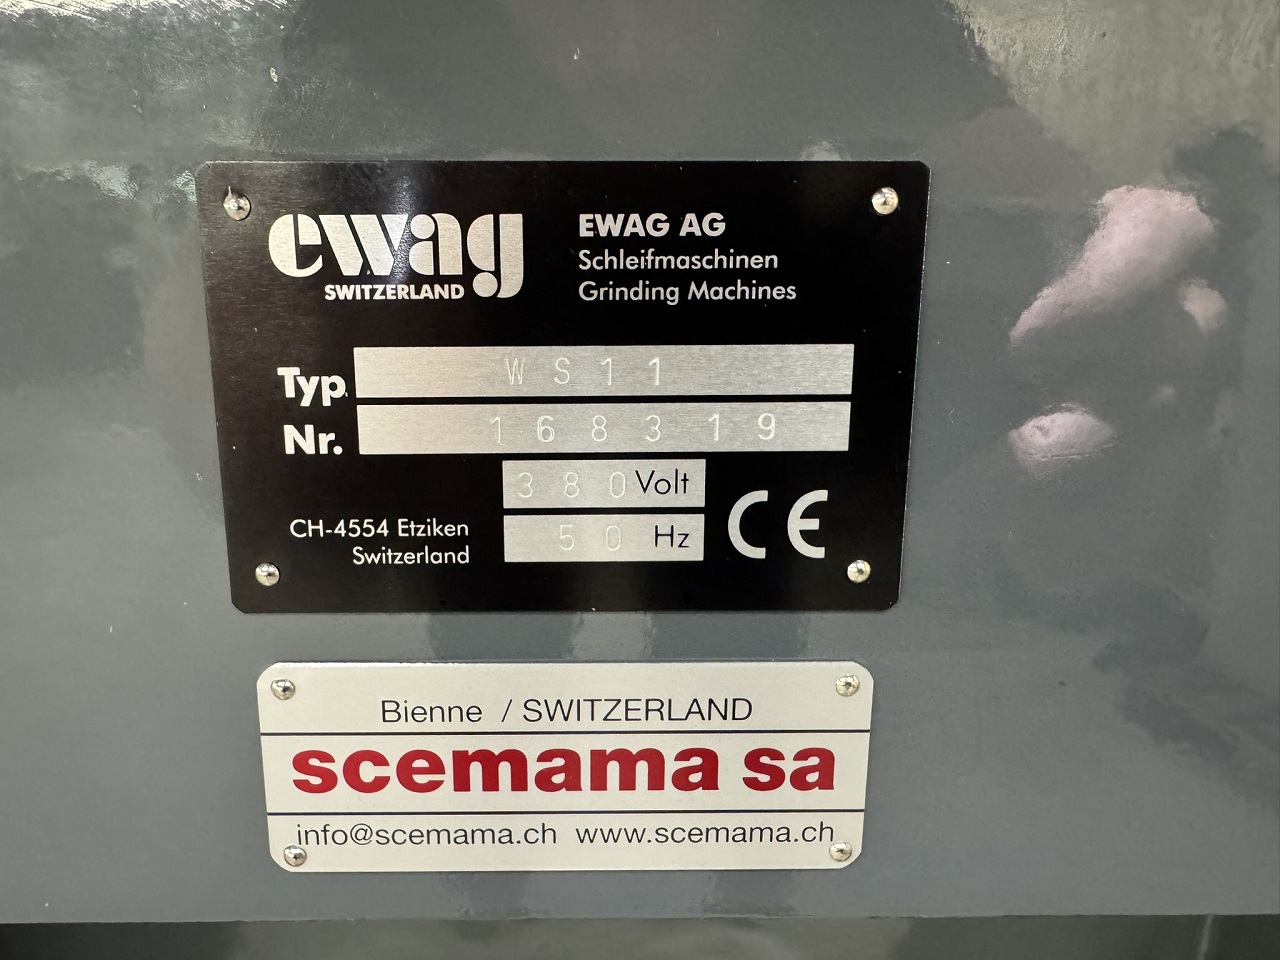 ewag
SWITZERLAND
EWAG AG
Schleifmaschinen
Grinding Machines
Typ. WS11
Nr. 168319
380 Volt
50 Hz
CE
CH-4554 Etziken
Switzerland
Bienne / SWITZERLAND
scemama sa
info@scemama.ch www.scemama.ch